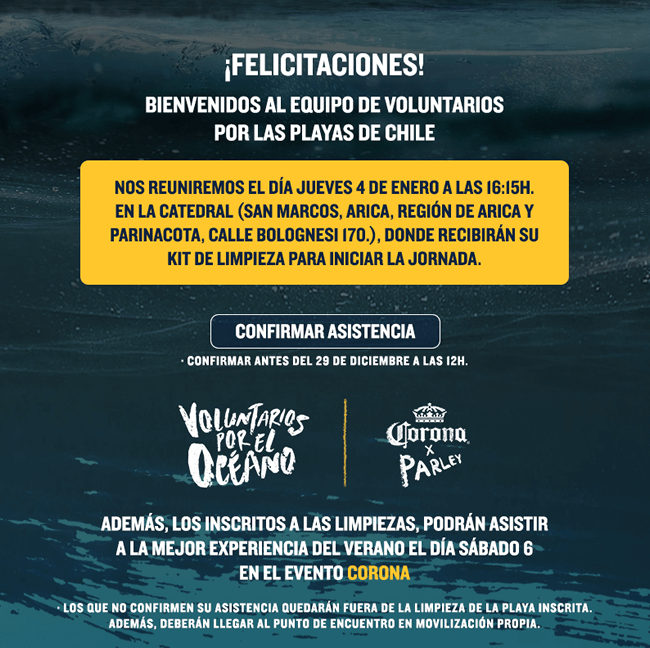 ¡FELICITACIONES!
BIENVENIDOS AL EQUIPO DE VOLUNTARIOS
POR LAS PLAYAS DE CHILE
NOS REUNIREMOS EL DÍA JUEVES 4 DE ENERO A LAS 16:15H.
EN LA CATEDRAL (SAN MARCOS, ARICA, REGIÓN DE ARICA Y
PARINACOTA, CALLE BOLOGNESI 170.), DONDE RECIBIRÁN SU
KIT DE LIMPIEZA PARA INICIAR LA JORNADA.
CONFIRMAR ASISTENCIA
· CONFIRMAR ANTES DEL 29 DE DICIEMBRE A LAS 12H.
VOLUNTARIOS
POR EL
OCÉANO
Corona
X
PARLEY
ADEMÁS, LOS INSCRITOS A LAS LIMPIEZAS, PODRÁN ASISTIR
A LA MEJOR EXPERIENCIA DEL VERANO EL DÍA SÁBADO 6
EN EL EVENTO CORONA
· LOS QUE NO CONFIRMEN SU ASISTENCIA QUEDARÁN FUERA DE LA LIMPIEZA DE LA PLAYA INSCRITA.
ADEMÁS, DEBERÁN LLEGAR AL PUNTO DE ENCUENTRO EN MOVILIZACIÓN PROPIA.